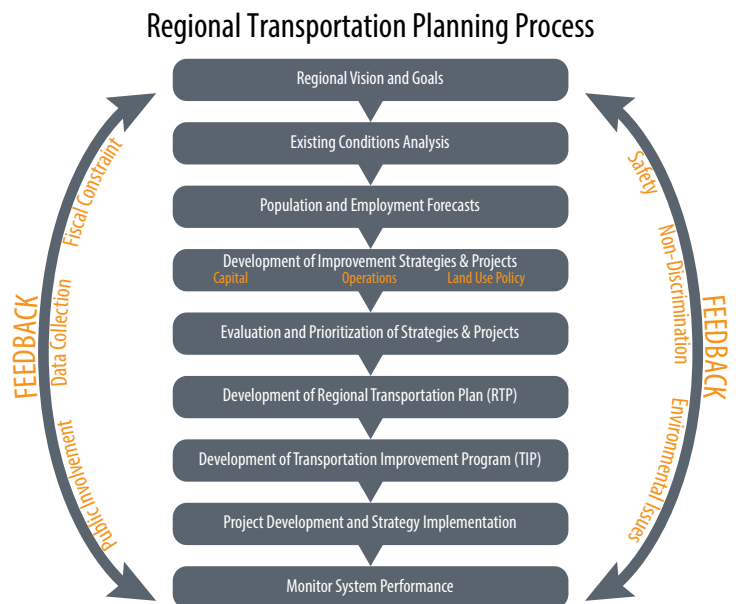 Regional Transportation Planning Process
Regional Vision and Goals
Existing Conditions Analysis
Population and Employment Forecasts
Development of Improvement Strategies & Projects
Capital Operations Land Use Policy
Evaluation and Prioritization of Strategies & Projects
Development of Regional Transportation Plan (RTP)
Development of Transportation Improvement Program (TIP)
Project Development and Strategy Implementation
Monitor System Performance
FEEDBACK
Fiscal Constraint
Data Collection
Public Involvement
Safety
Non-Discrimination
Environmental Issues
FEEDBACK